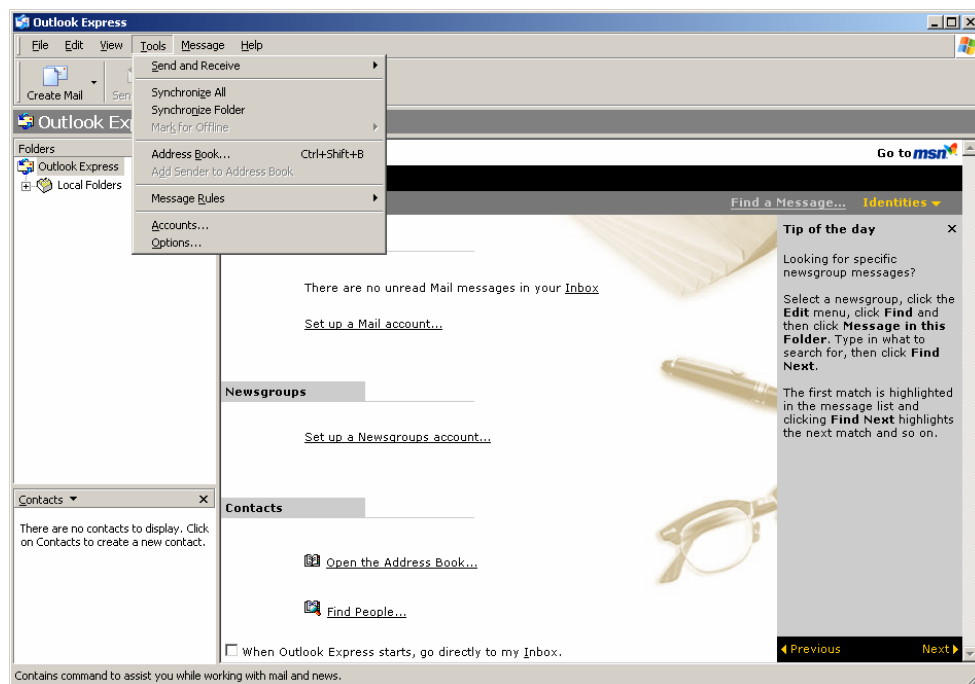 Outlook Express
File Edit View Tools Message Help
Create Mail
Send and Receive
Synchronize All
Synchronize Folder
Mark for Offline
Address Book... Ctrl+Shift+B
Add Sender to Address Book
Message Rules
Accounts...
Options...
Outlook Ex
Folders
Outlook Express
Local Folders
Go to msn
Find a Message... Identities
There are no unread Mail messages in your Inbox
Set up a Mail account...
Newsgroups
Set up a Newsgroups account...
Contacts
Open the Address Book...
Find People...
When Outlook Express starts, go directly to my Inbox.
Tip of the day X
Looking for specific
newsgroup messages?
Select a newsgroup, click the
Edit menu, click Find and
then click Message in this
Folder. Type in what to
search for, then click Find
Next.
The first match is highlighted
in the message list and
clicking Find Next highlights
the next match and so on.
Previous Next
Contacts X
There are no contacts to display. Click
on Contacts to create a new contact.
Contains command to assist you while working with mail and news.